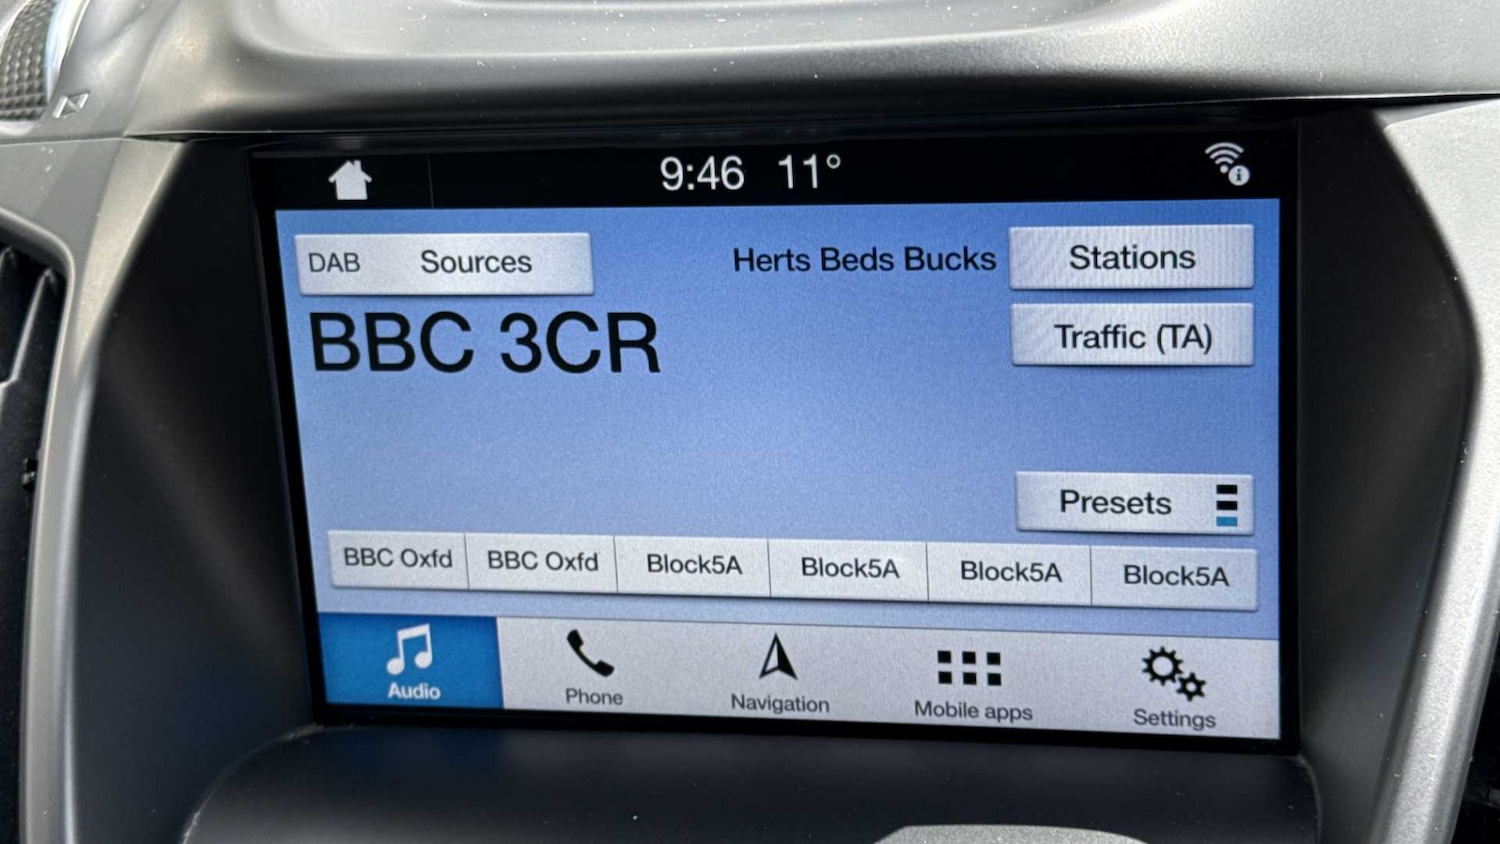 9:46 11°
DAB Sources
Herts Beds Bucks
Stations
BBC 3CR
Traffic (TA)
Presets
BBC Oxfd BBC Oxfd Block5A Block5A Block5A Block5A
Audio Phone Navigation Mobile apps Settings